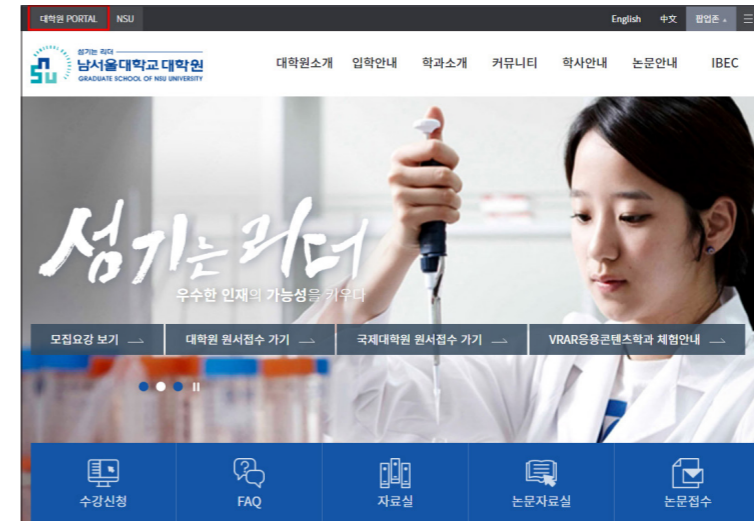 대학원 PORTAL NSU English 中文 팝업존
섬기는 리더
남서울대학교 대학원
GRADUATE SCHOOL OF NSU UNIVERSITY
대학원소개 입학안내 학과소개 커뮤니티 학사안내 논문안내 IBEC
섬기는 리더
우수한 인재의 가능성을 키우다
모집요강 보기 대학원 원서접수 가기 국제대학원 원서접수 가기 VRAR응용콘텐츠학과 체험안내
수강신청 FAQ 자료실 논문자료실 논문접수